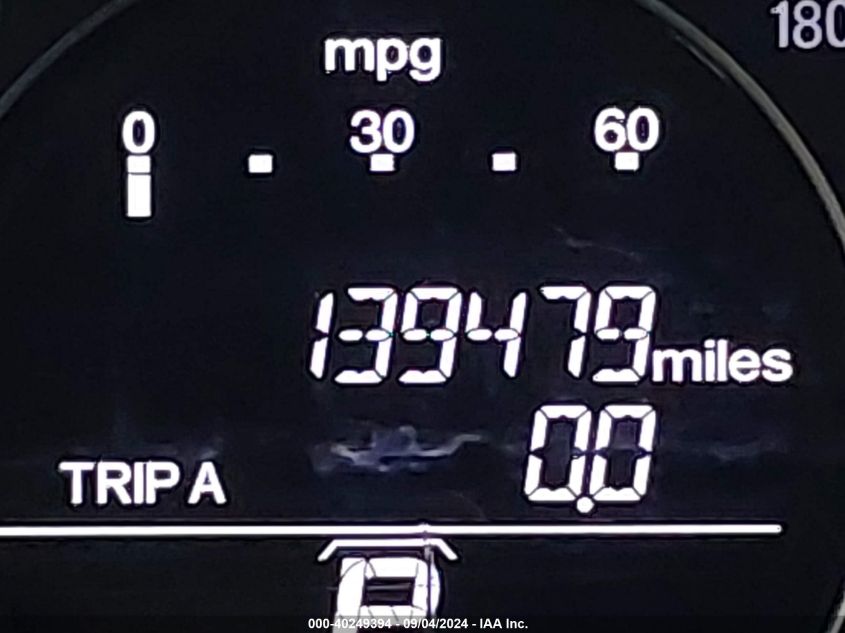 180
mpg
0 30 60
139479 miles
0.0
TRIP A
P
000-40249394 - 09/04/2024 - IAA Inc.